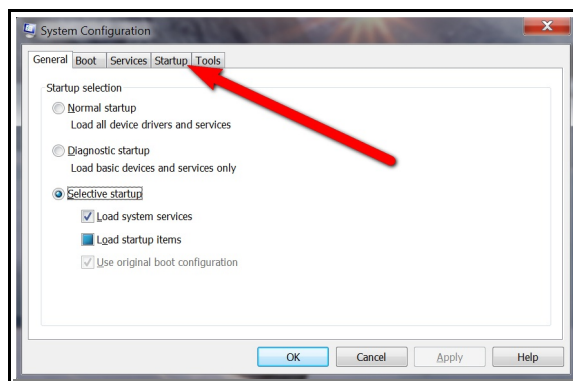 System Configuration
General Boot Services Startup Tools
Startup selection
Normal startup
Load all device drivers and services
Diagnostic startup
Load basic devices and services only
Selective startup
Load system services
Load startup items
Use original boot configuration
OK Cancel Apply Help